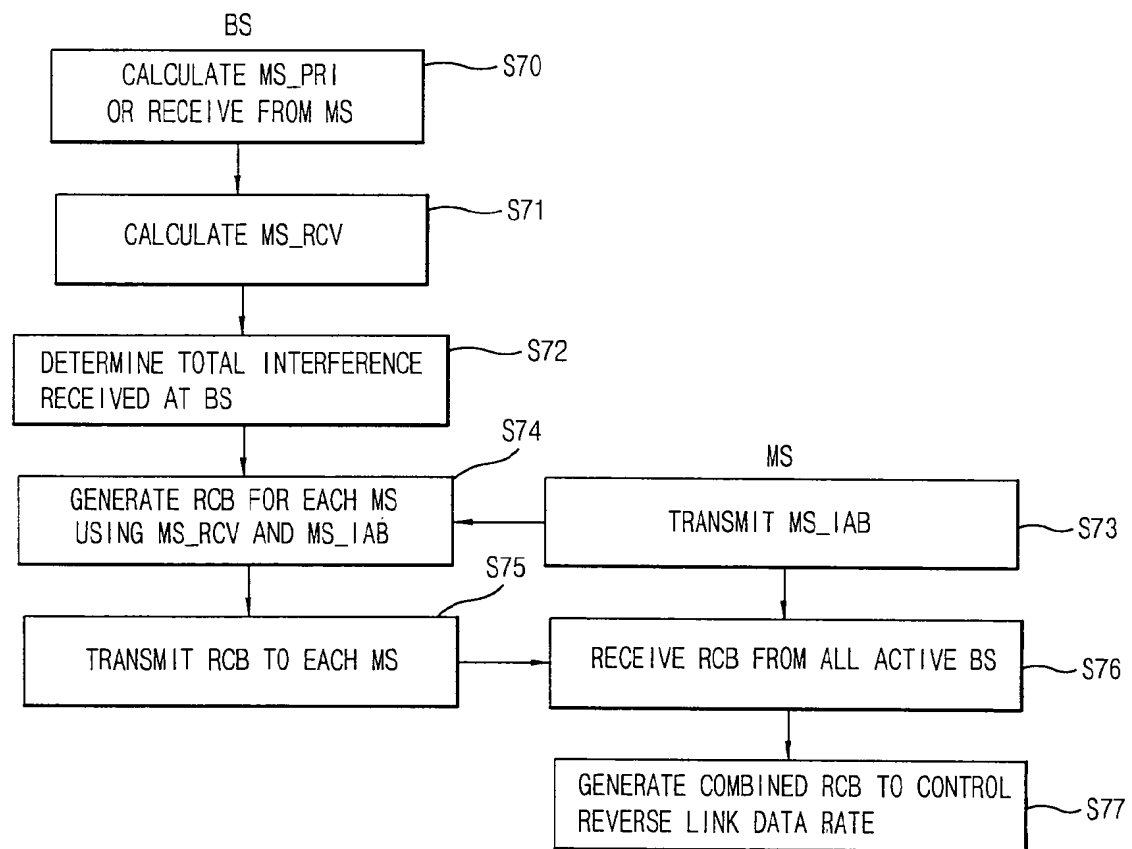 BS
CALCULATE MS_PRI
OR RECEIVE FROM MS
S70
CALCULATE MS_RCV
S71
DETERMINE TOTAL INTERFERENCE
RECEIVED AT BS
S72
GENERATE RCB FOR EACH MS
USING MS_RCV AND MS_IAB
S74
MS
TRANSMIT MS_IAB
S73
TRANSMIT RCB TO EACH MS
S75
RECEIVE RCB FROM ALL ACTIVE BS
S76
GENERATE COMBINED RCB TO CONTROL
REVERSE LINK DATA RATE
S77